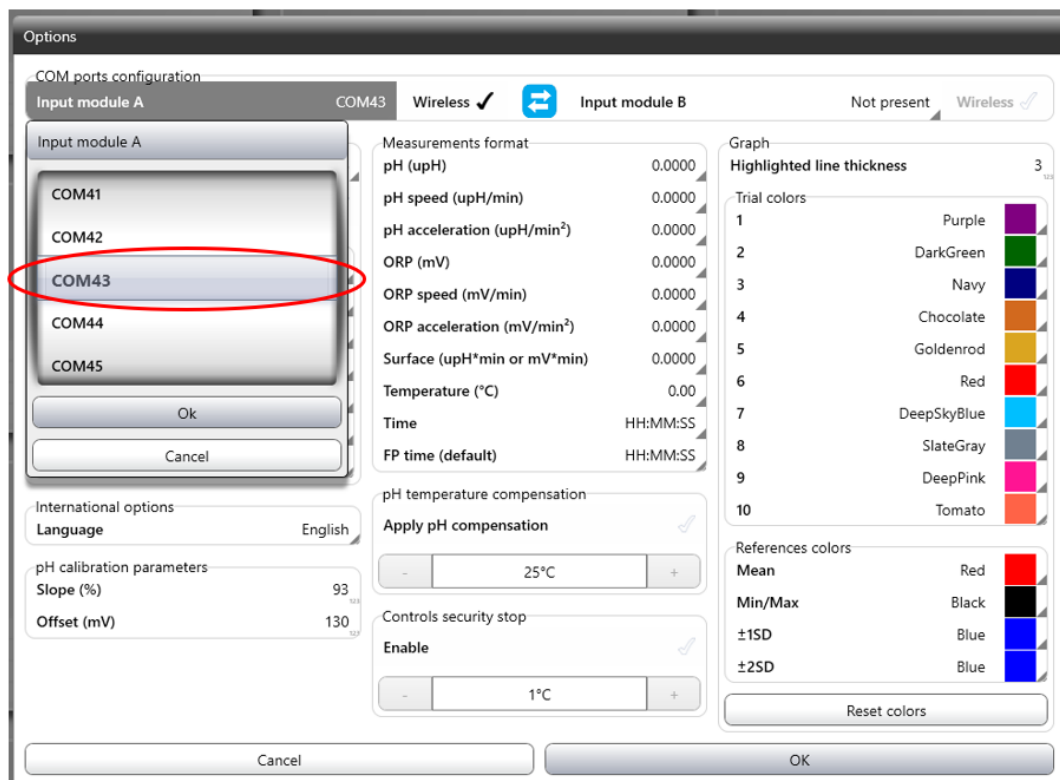 Options
COM ports configuration
Input module A COM43 Wireless Input module B Not present Wireless
Input module A
COM41
COM42
COM43
COM44
COM45
Ok
Cancel
International options
Language English
pH calibration parameters
Slope (%) 93
123
Offset (mV) 130
123
Measurements format
pH (upH) 0.0000
pH speed (upH/min) 0.0000
pH acceleration (upH/min²) 0.0000
ORP (mV) 0.0000
ORP speed (mV/min) 0.0000
ORP acceleration (mV/min²) 0.0000
Surface (upH*min or mV*min) 0.0000
Temperature (°C) 0.00
Time HH:MM:SS
FP time (default) HH:MM:SS
pH temperature compensation
Apply pH compensation
- 25°C +
Controls security stop
Enable
- 1°C +
Graph
Highlighted line thickness 3
123
Trial colors
1 Purple
2 DarkGreen
3 Navy
4 Chocolate
5 Goldenrod
6 Red
7 DeepSkyBlue
8 SlateGray
9 DeepPink
10 Tomato
References colors
Mean Red
Min/Max Black
±1SD Blue
±2SD Blue
Reset colors
Cancel
OK